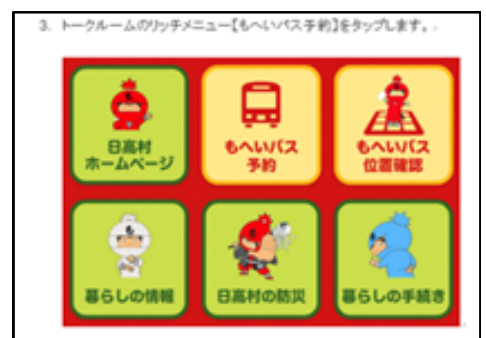 3. トークルームのリッチメニュー【もへいバス予約】をタップします。
日高村
ホームページ
もへいバス
予約
もへいバス
位置確認
暮らしの情報
日高村の防災
暮らしの手続き